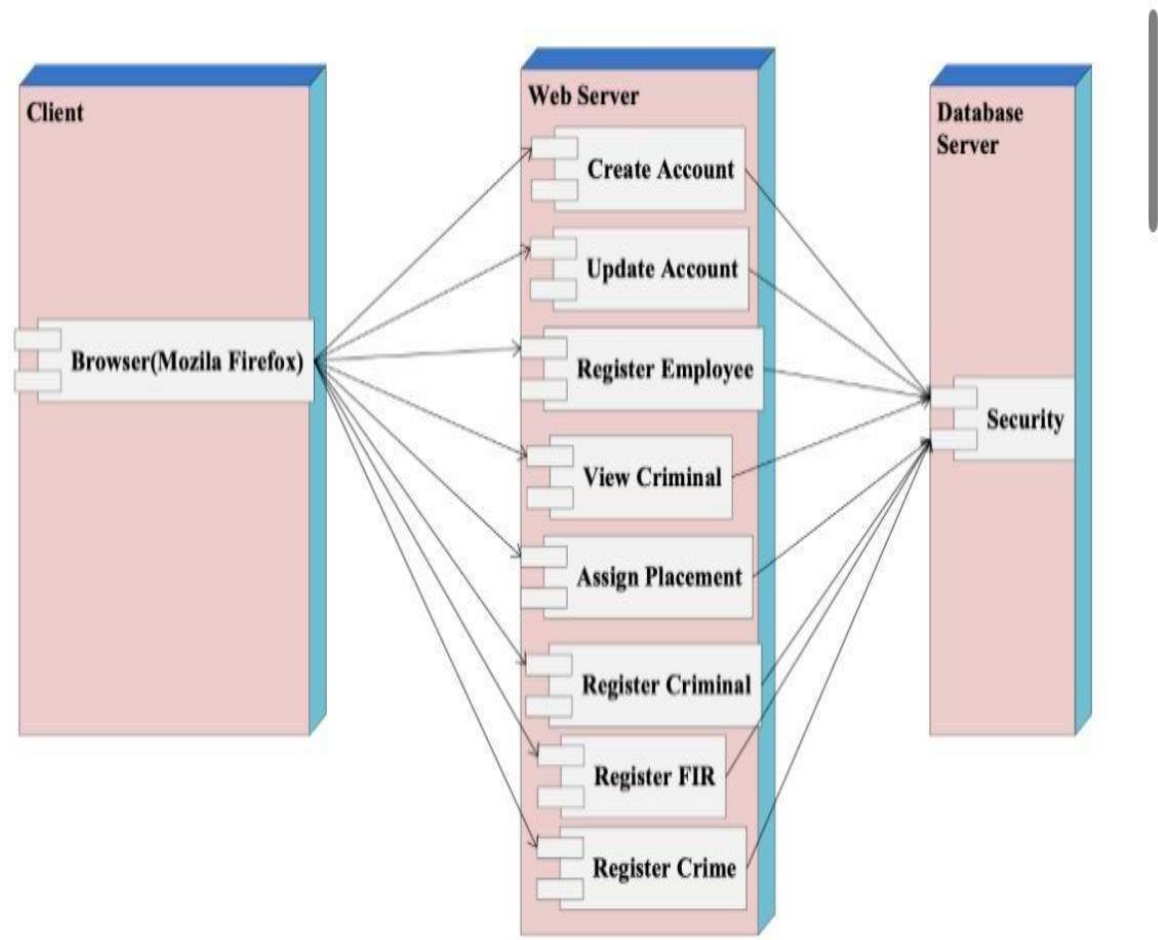 Client
Browser(Mozila Firefox)
Web Server
Create Account
Update Account
Register Employee
View Criminal
Assign Placement
Register Criminal
Register FIR
Register Crime
Database
Server
Security